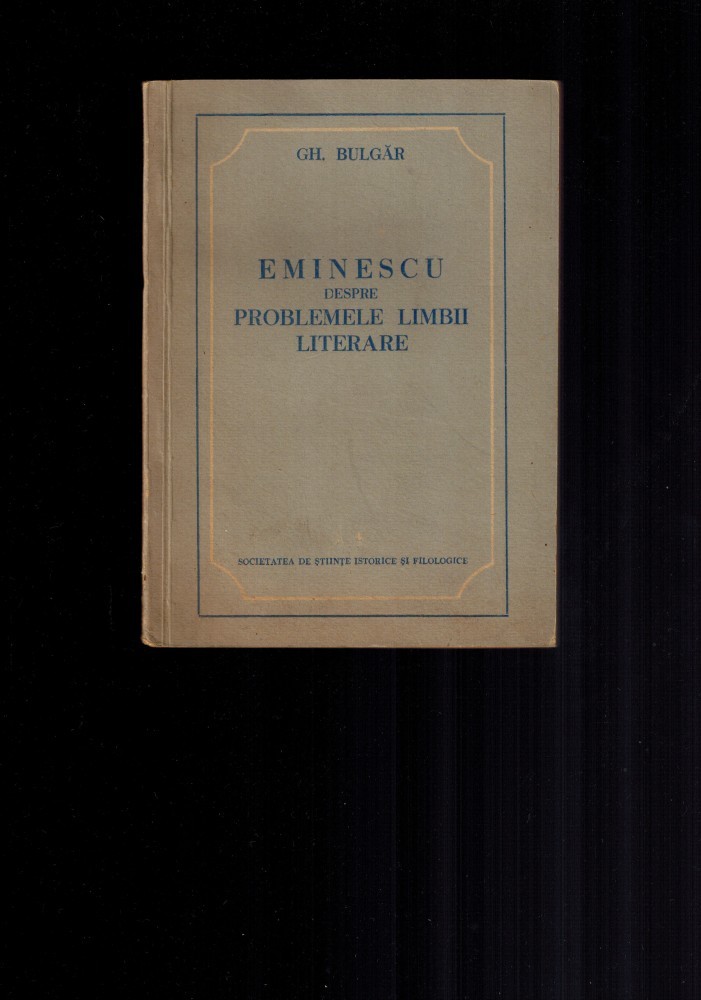 GH. BULGĂR
EMINESCU
DESPRE
PROBLEMELE LIMBII
LITERARE
SOCIETATEA DE ȘTIINȚE ISTORICE ȘI FILOLOGICE